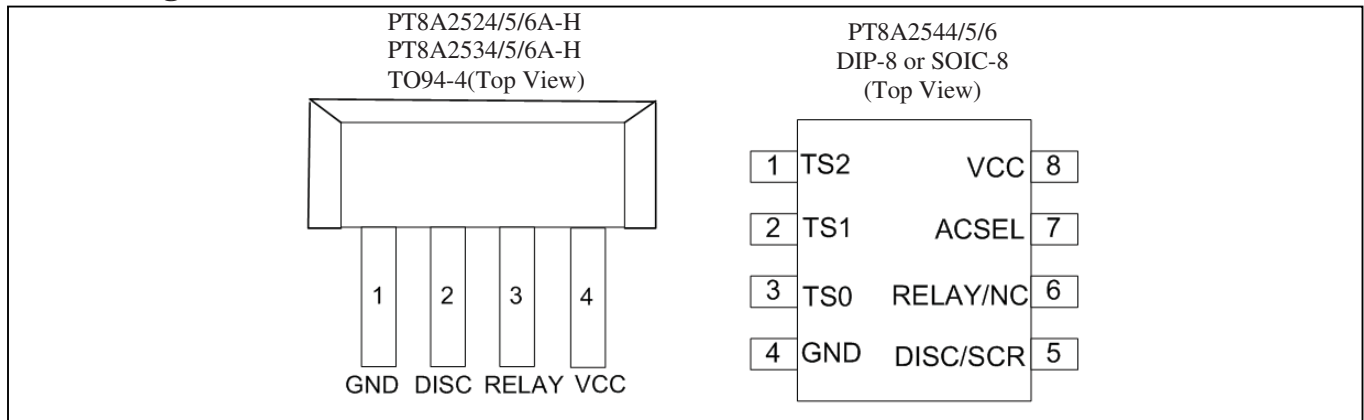 PT8A2524/5/6A-H
PT8A2534/5/6A-H
TO94-4(Top View)
1 2 3 4
GND DISC RELAY VCC
PT8A2544/5/6
DIP-8 or SOIC-8
(Top View)
1 TS2 VCC 8
2 TS1 ACSEL 7
3 TS0 RELAY/NC 6
4 GND DISC/SCR 5